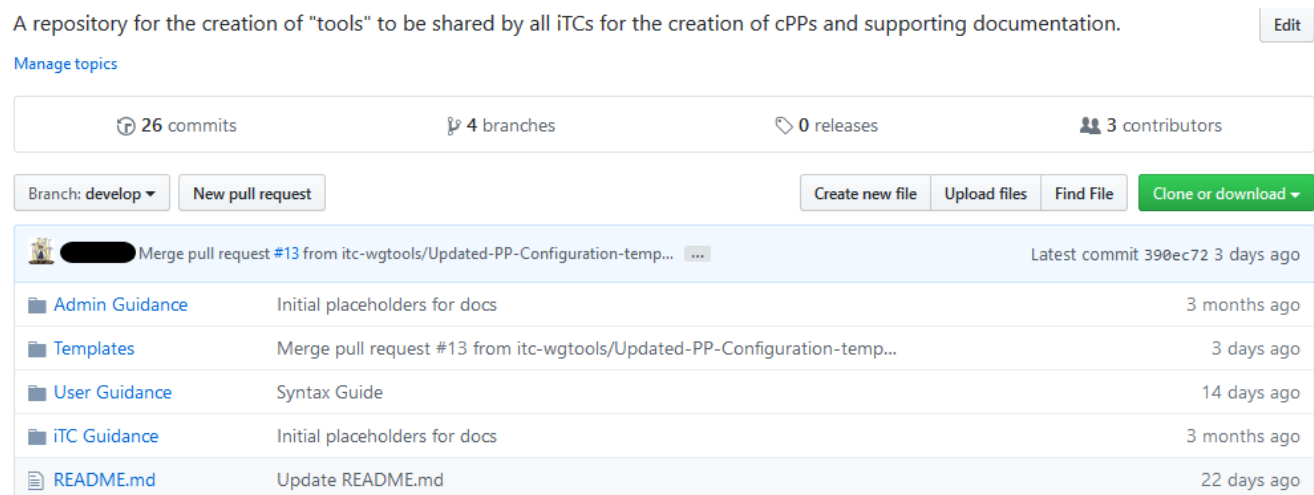 A repository for the creation of "tools" to be shared by all iTCs for the creation of cPPs and supporting documentation. Edit
Manage topics
26 commits 4 branches 0 releases 3 contributors
Branch: develop New pull request Create new file Upload files Find File Clone or download
Merge pull request #13 from itc-wgtools/Updated-PP-Configuration-temp... ... Latest commit 390ec72 3 days ago
Admin Guidance Initial placeholders for docs 3 months ago
Templates Merge pull request #13 from itc-wgtools/Updated-PP-Configuration-temp... 3 days ago
User Guidance Syntax Guide 14 days ago
iTC Guidance Initial placeholders for docs 3 months ago
README.md Update README.md 22 days ago